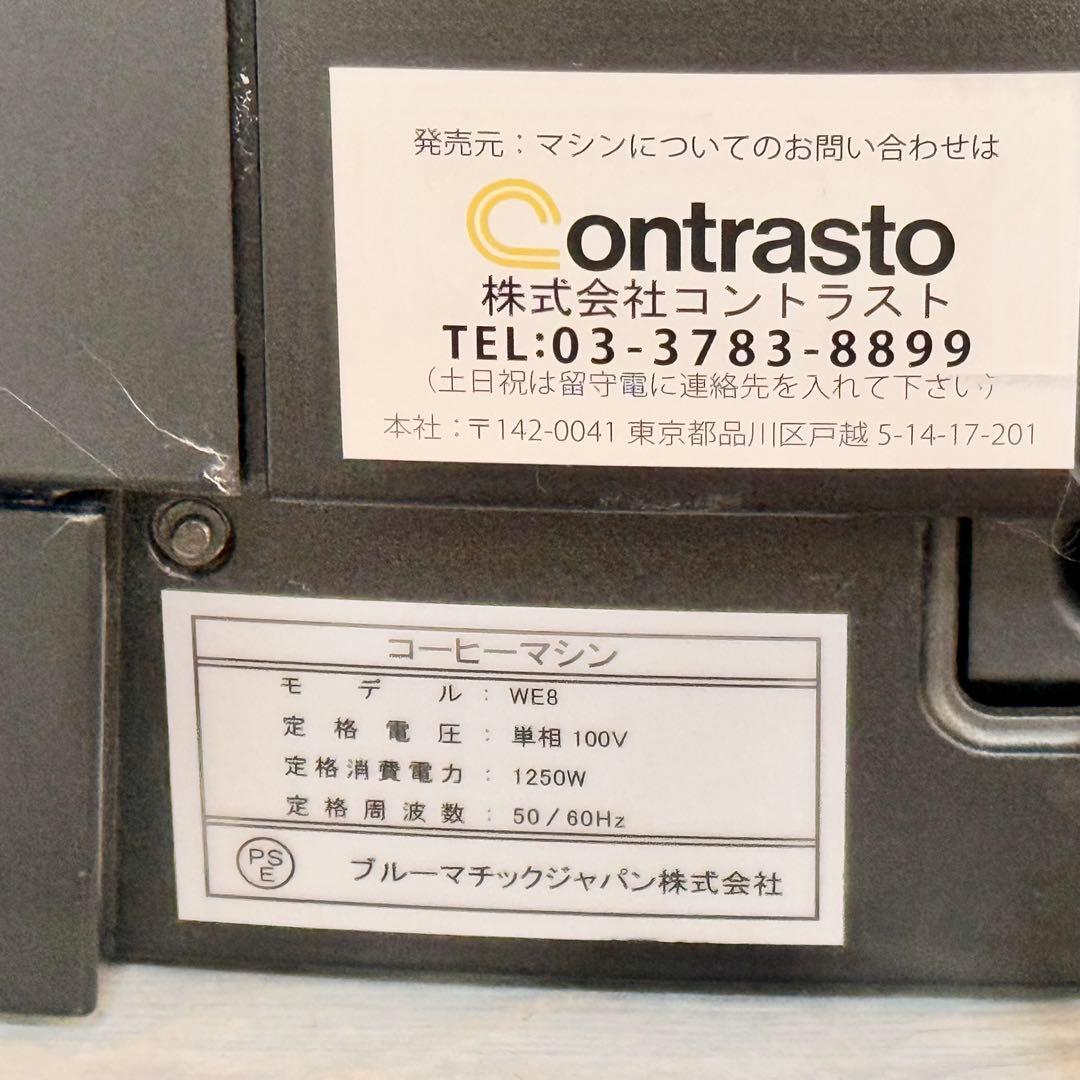 発売元：マシンについてのお問い合わせは
Contrasto
株式会社コントラスト
TEL:03-3783-8899
（土日祝は留守電に連絡先を入れて下さい）
本社：〒142-0041 東京都品川区戸越 5-14-17-201
コーヒーマシン
モデル：WE8
定格電圧：単相 100V
定格消費電力：1250W
定格周波数：50／60Hz
PSE ブルーマチックジャパン株式会社